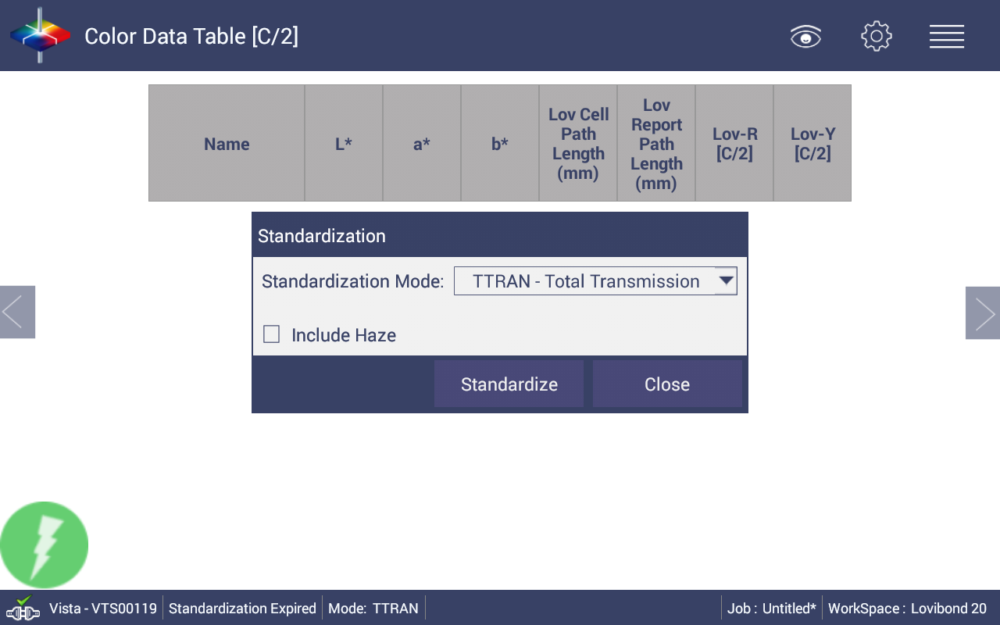 Color Data Table [C/2]
Name
L*
a*
b*
Lov Cell
Path
Length
(mm)
Lov
Report
Path
Length
(mm)
Lov-R
[C/2]
Lov-Y
[C/2]
Standardization
Standardization Mode: TTRAN - Total Transmission
Include Haze
Standardize Close
Vista - VTS00119 Standardization Expired Mode: TTRAN Job : Untitled* WorkSpace : Lovibond 20